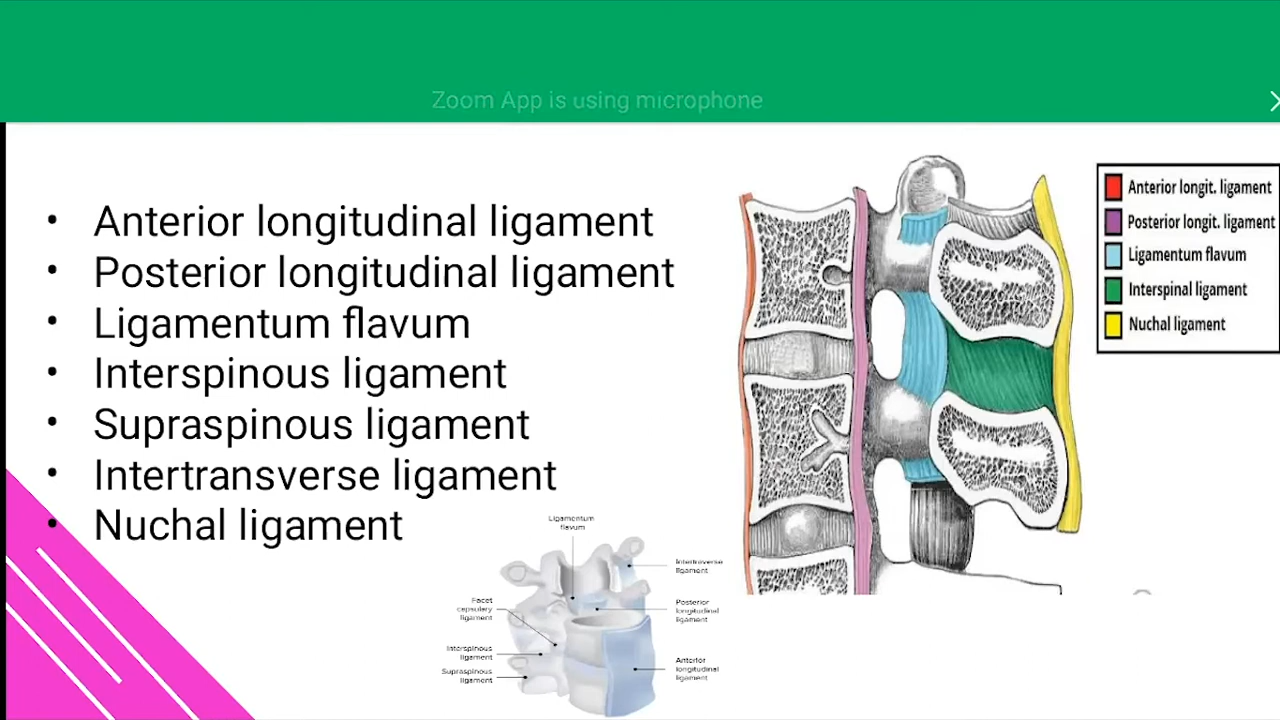 Zoom App is using microphone
• Anterior longitudinal ligament
• Posterior longitudinal ligament
• Ligamentum flavum
• Interspinous ligament
• Supraspinous ligament
• Intertransverse ligament
• Nuchal ligament
Anterior longit. ligament
Posterior longit. ligament
Ligamentum flavum
Interspinal ligament
Nuchal ligament
Ligamentum
flavum
Intertraverse
ligament
Facet
capsulary
ligament
Posterior
longitudinal
ligament
Interspinous
ligament
Supraspinous
ligament
Anterior
longitudinal
ligament